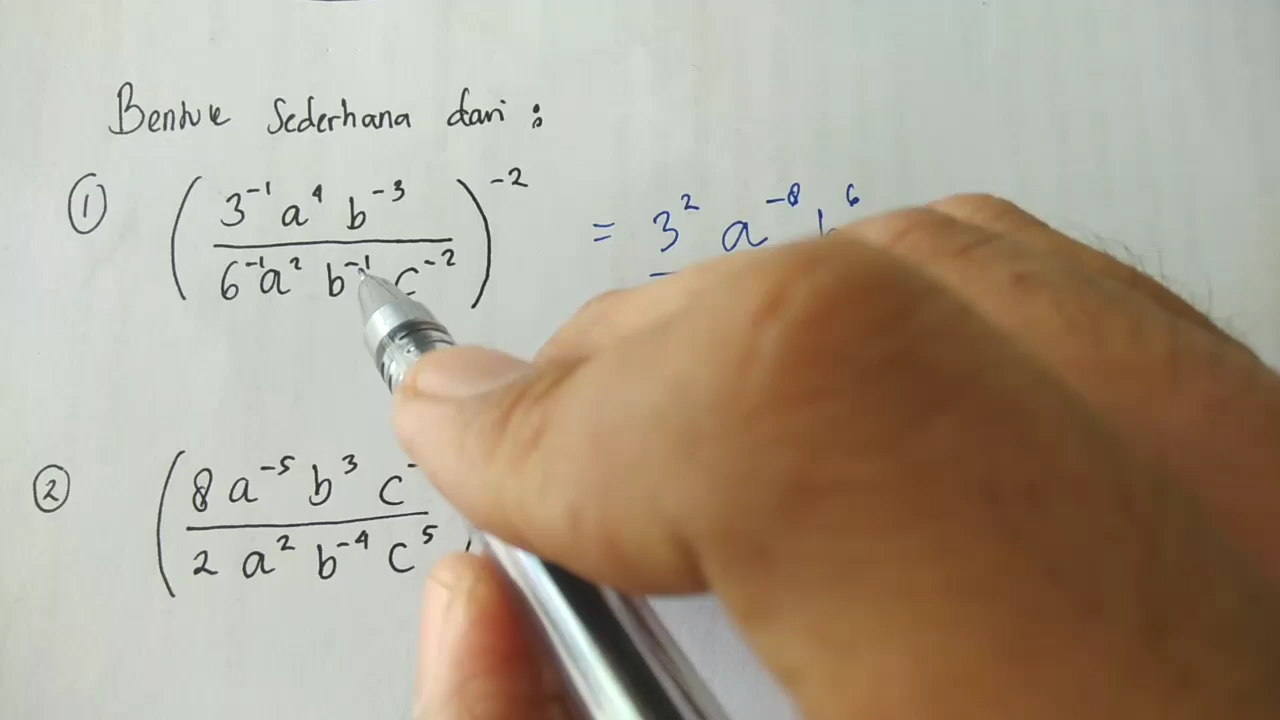 Bentuk Sederhana dari :
① (3⁻¹ a⁴ b⁻³ / 6⁻¹ a² b⁻¹ c⁻²)⁻² = 3² a⁻⁸ b⁶
② (8 a⁻⁵ b³ c⁻ / 2 a² b⁻⁴ c⁵